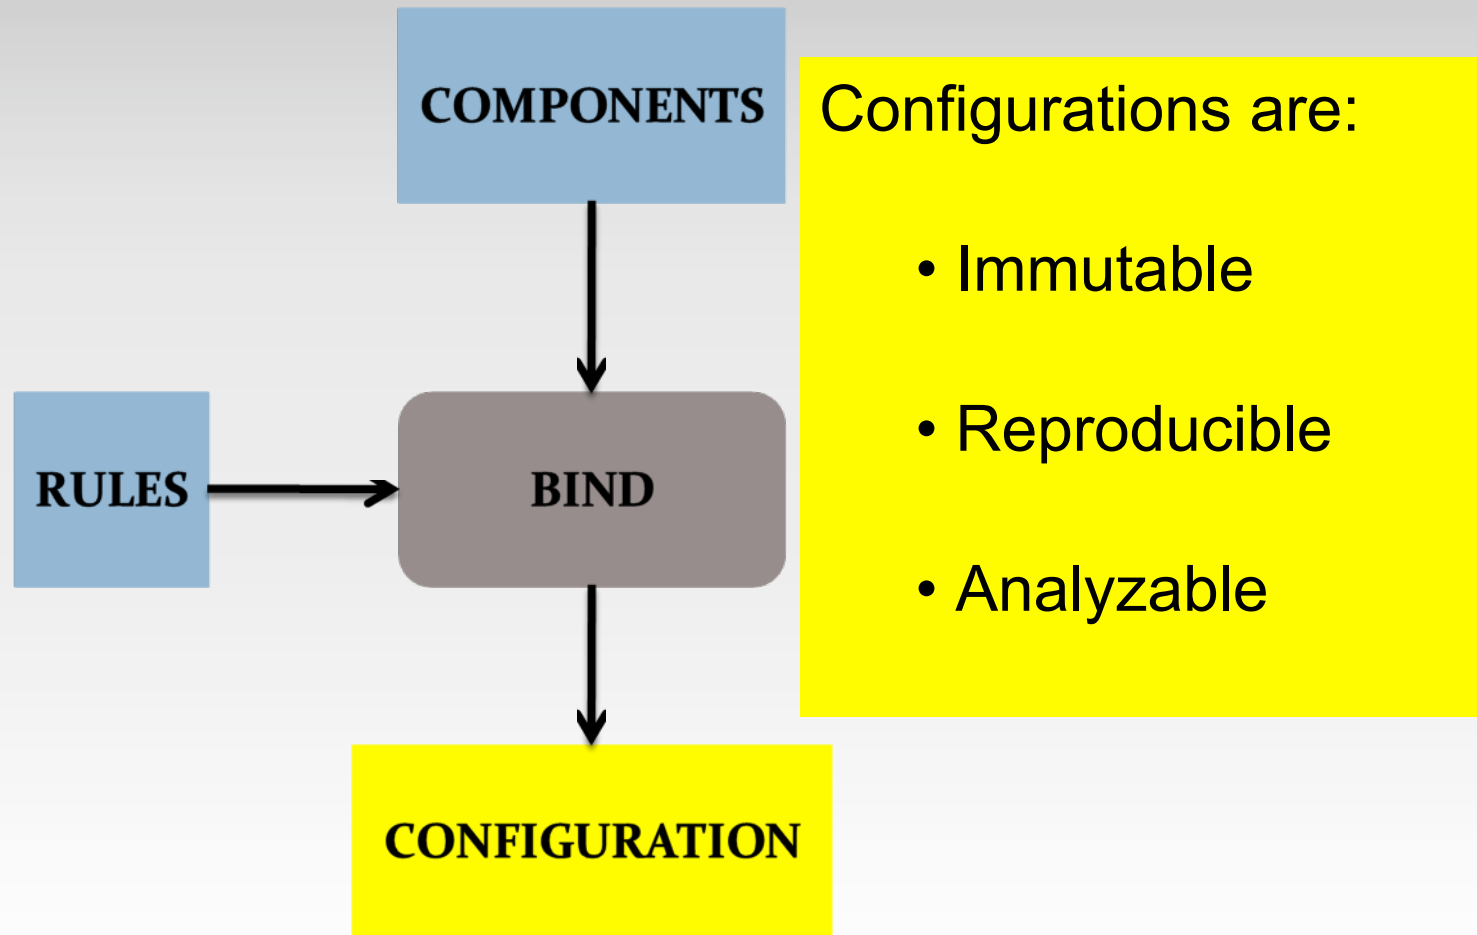 COMPONENTS
RULES
BIND
CONFIGURATION
Configurations are:
• Immutable
• Reproducible
• Analyzable